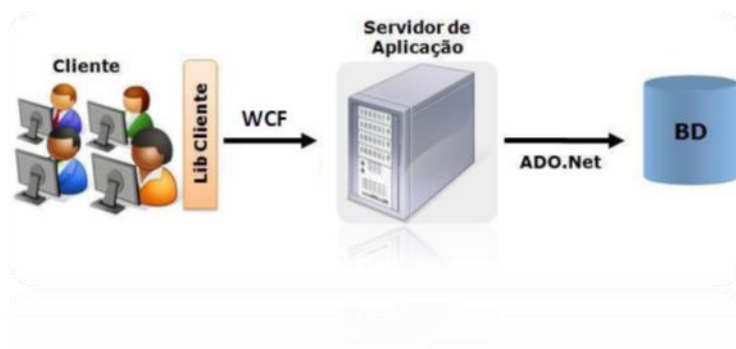 Cliente
Lib Cliente
WCF
Servidor de
Aplicação
ADO.Net
BD